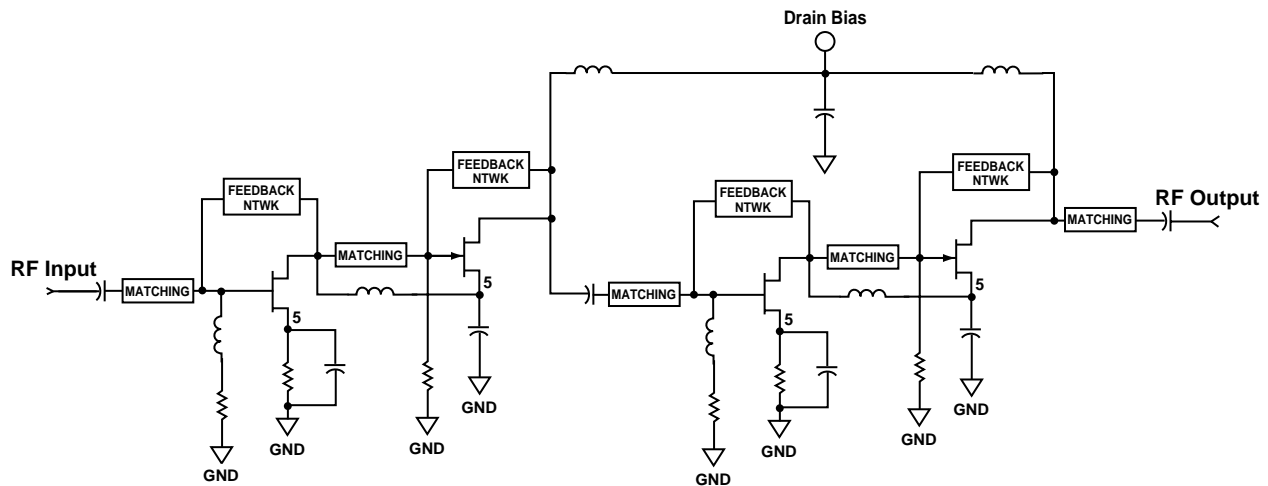 Drain Bias
FEEDBACK
NTWK
FEEDBACK
NTWK
FEEDBACK
NTWK
FEEDBACK
NTWK
RF Output
MATCHING
MATCHING
MATCHING
RF Input
MATCHING
5
MATCHING
5
5
5
GND
GND
GND
GND
GND
GND
GND
GND